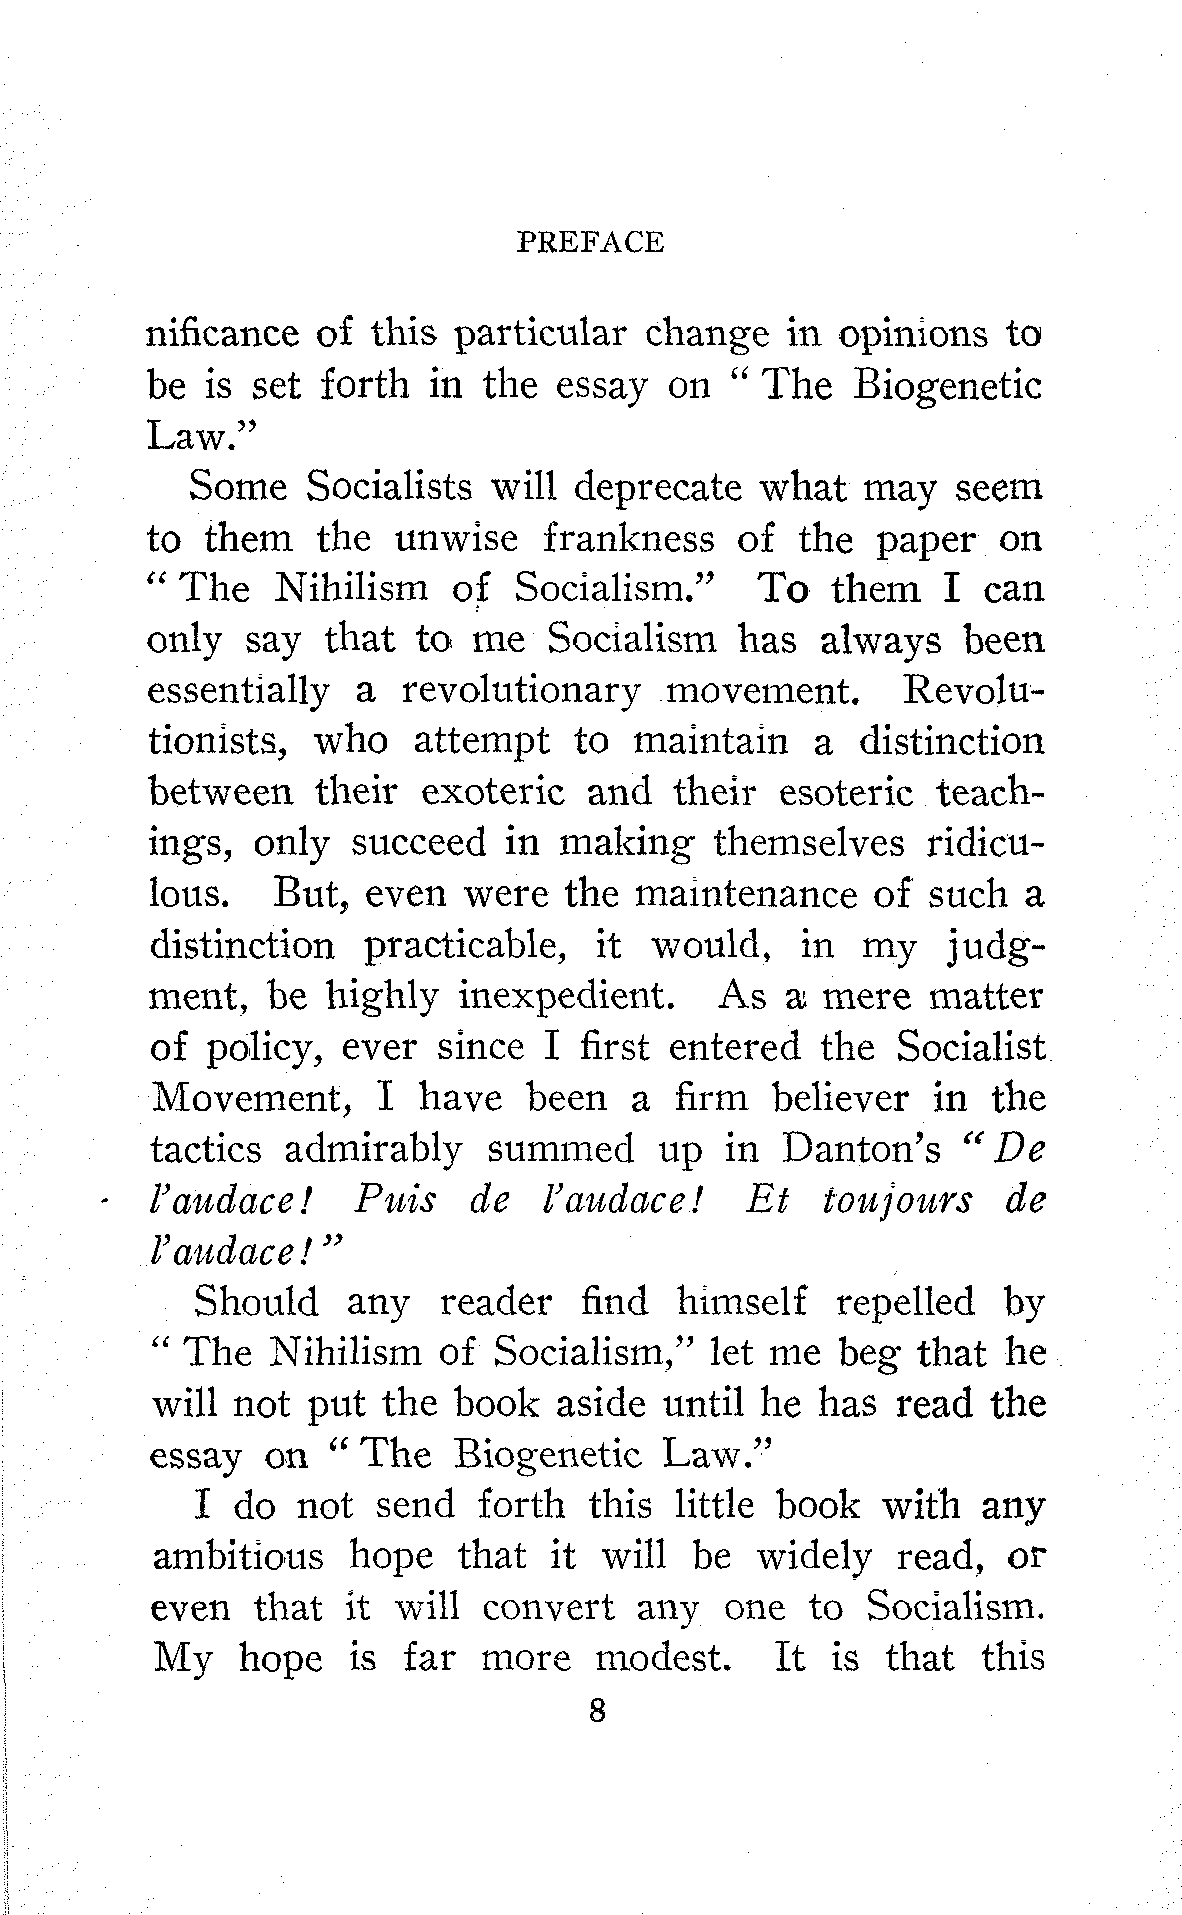 PREFACE
nificance of this particular change in opinions to
be is set forth in the essay on " The Biogenetic
Law."
Some Socialists will deprecate what may seem
to them the unwise frankness of the paper on
" The Nihilism of Socialism." To them I can
only say that to me Socialism has always been
essentially a revolutionary movement. Revolu-
tionists, who attempt to maintain a distinction
between their exoteric and their esoteric teach-
ings, only succeed in making themselves ridicu-
lous. But, even were the maintenance of such a
distinction practicable, it would, in my judg-
ment, be highly inexpedient. As a mere matter
of policy, ever since I first entered the Socialist
Movement, I have been a firm believer in the
tactics admirably summed up in Danton's " De
l'audace! Puis de l'audace! Et toujours de
l'audace! "
Should any reader find himself repelled by
" The Nihilism of Socialism," let me beg that he
will not put the book aside until he has read the
essay on " The Biogenetic Law."
I do not send forth this little book with any
ambitious hope that it will be widely read, or
even that it will convert any one to Socialism.
My hope is far more modest. It is that this
8